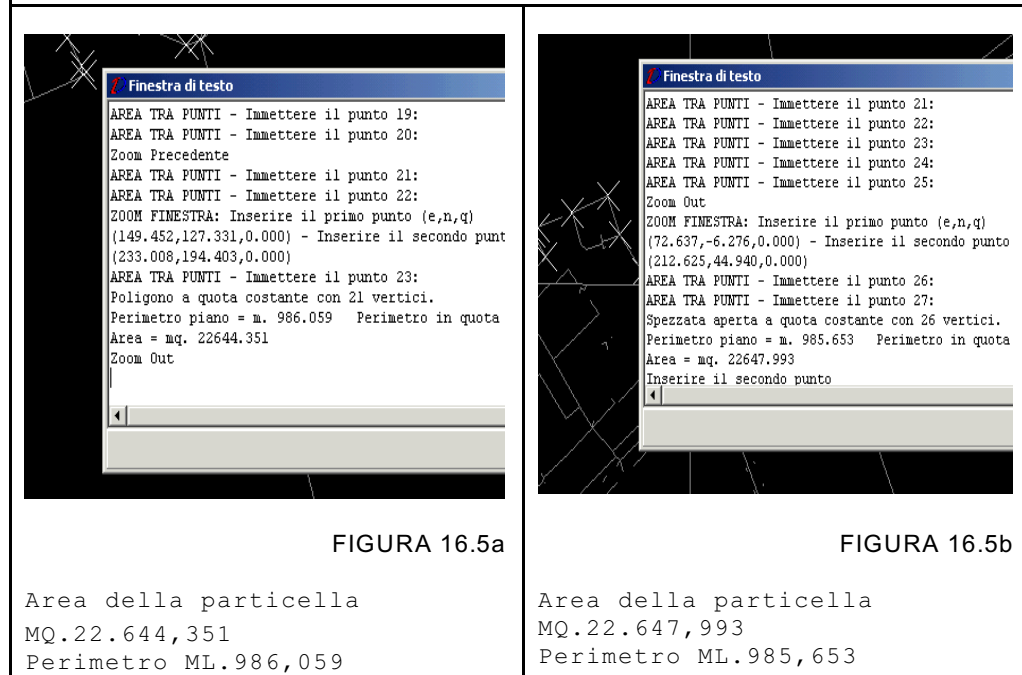 Finestra di testo
AREA TRA PUNTI - Immettere il punto 19:
AREA TRA PUNTI - Immettere il punto 20:
Zoom Precedente
AREA TRA PUNTI - Immettere il punto 21:
AREA TRA PUNTI - Immettere il punto 22:
ZOOM FINESTRA: Inserire il primo punto (e,n,q)
(149.452,127.331,0.000) - Inserire il secondo punt
(233.008,194.403,0.000)
AREA TRA PUNTI - Immettere il punto 23:
Poligono a quota costante con 21 vertici.
Perimetro piano = m. 986.059 Perimetro in quota
Area = mq. 22644.351
Zoom Out
FIGURA 16.5a
Area della particella
MQ.22.644,351
Perimetro ML.986,059
Finestra di testo
AREA TRA PUNTI - Immettere il punto 21:
AREA TRA PUNTI - Immettere il punto 22:
AREA TRA PUNTI - Immettere il punto 23:
AREA TRA PUNTI - Immettere il punto 24:
AREA TRA PUNTI - Immettere il punto 25:
Zoom Out
ZOOM FINESTRA: Inserire il primo punto (e,n,q)
(72.637,-6.276,0.000) - Inserire il secondo punto
(212.625,44.940,0.000)
AREA TRA PUNTI - Immettere il punto 26:
AREA TRA PUNTI - Immettere il punto 27:
Spezzata aperta a quota costante con 26 vertici.
Perimetro piano = m. 985.653 Perimetro in quota
Area = mq. 22647.993
Inserire il secondo punto
FIGURA 16.5b
Area della particella
MQ.22.647,993
Perimetro ML.985,653